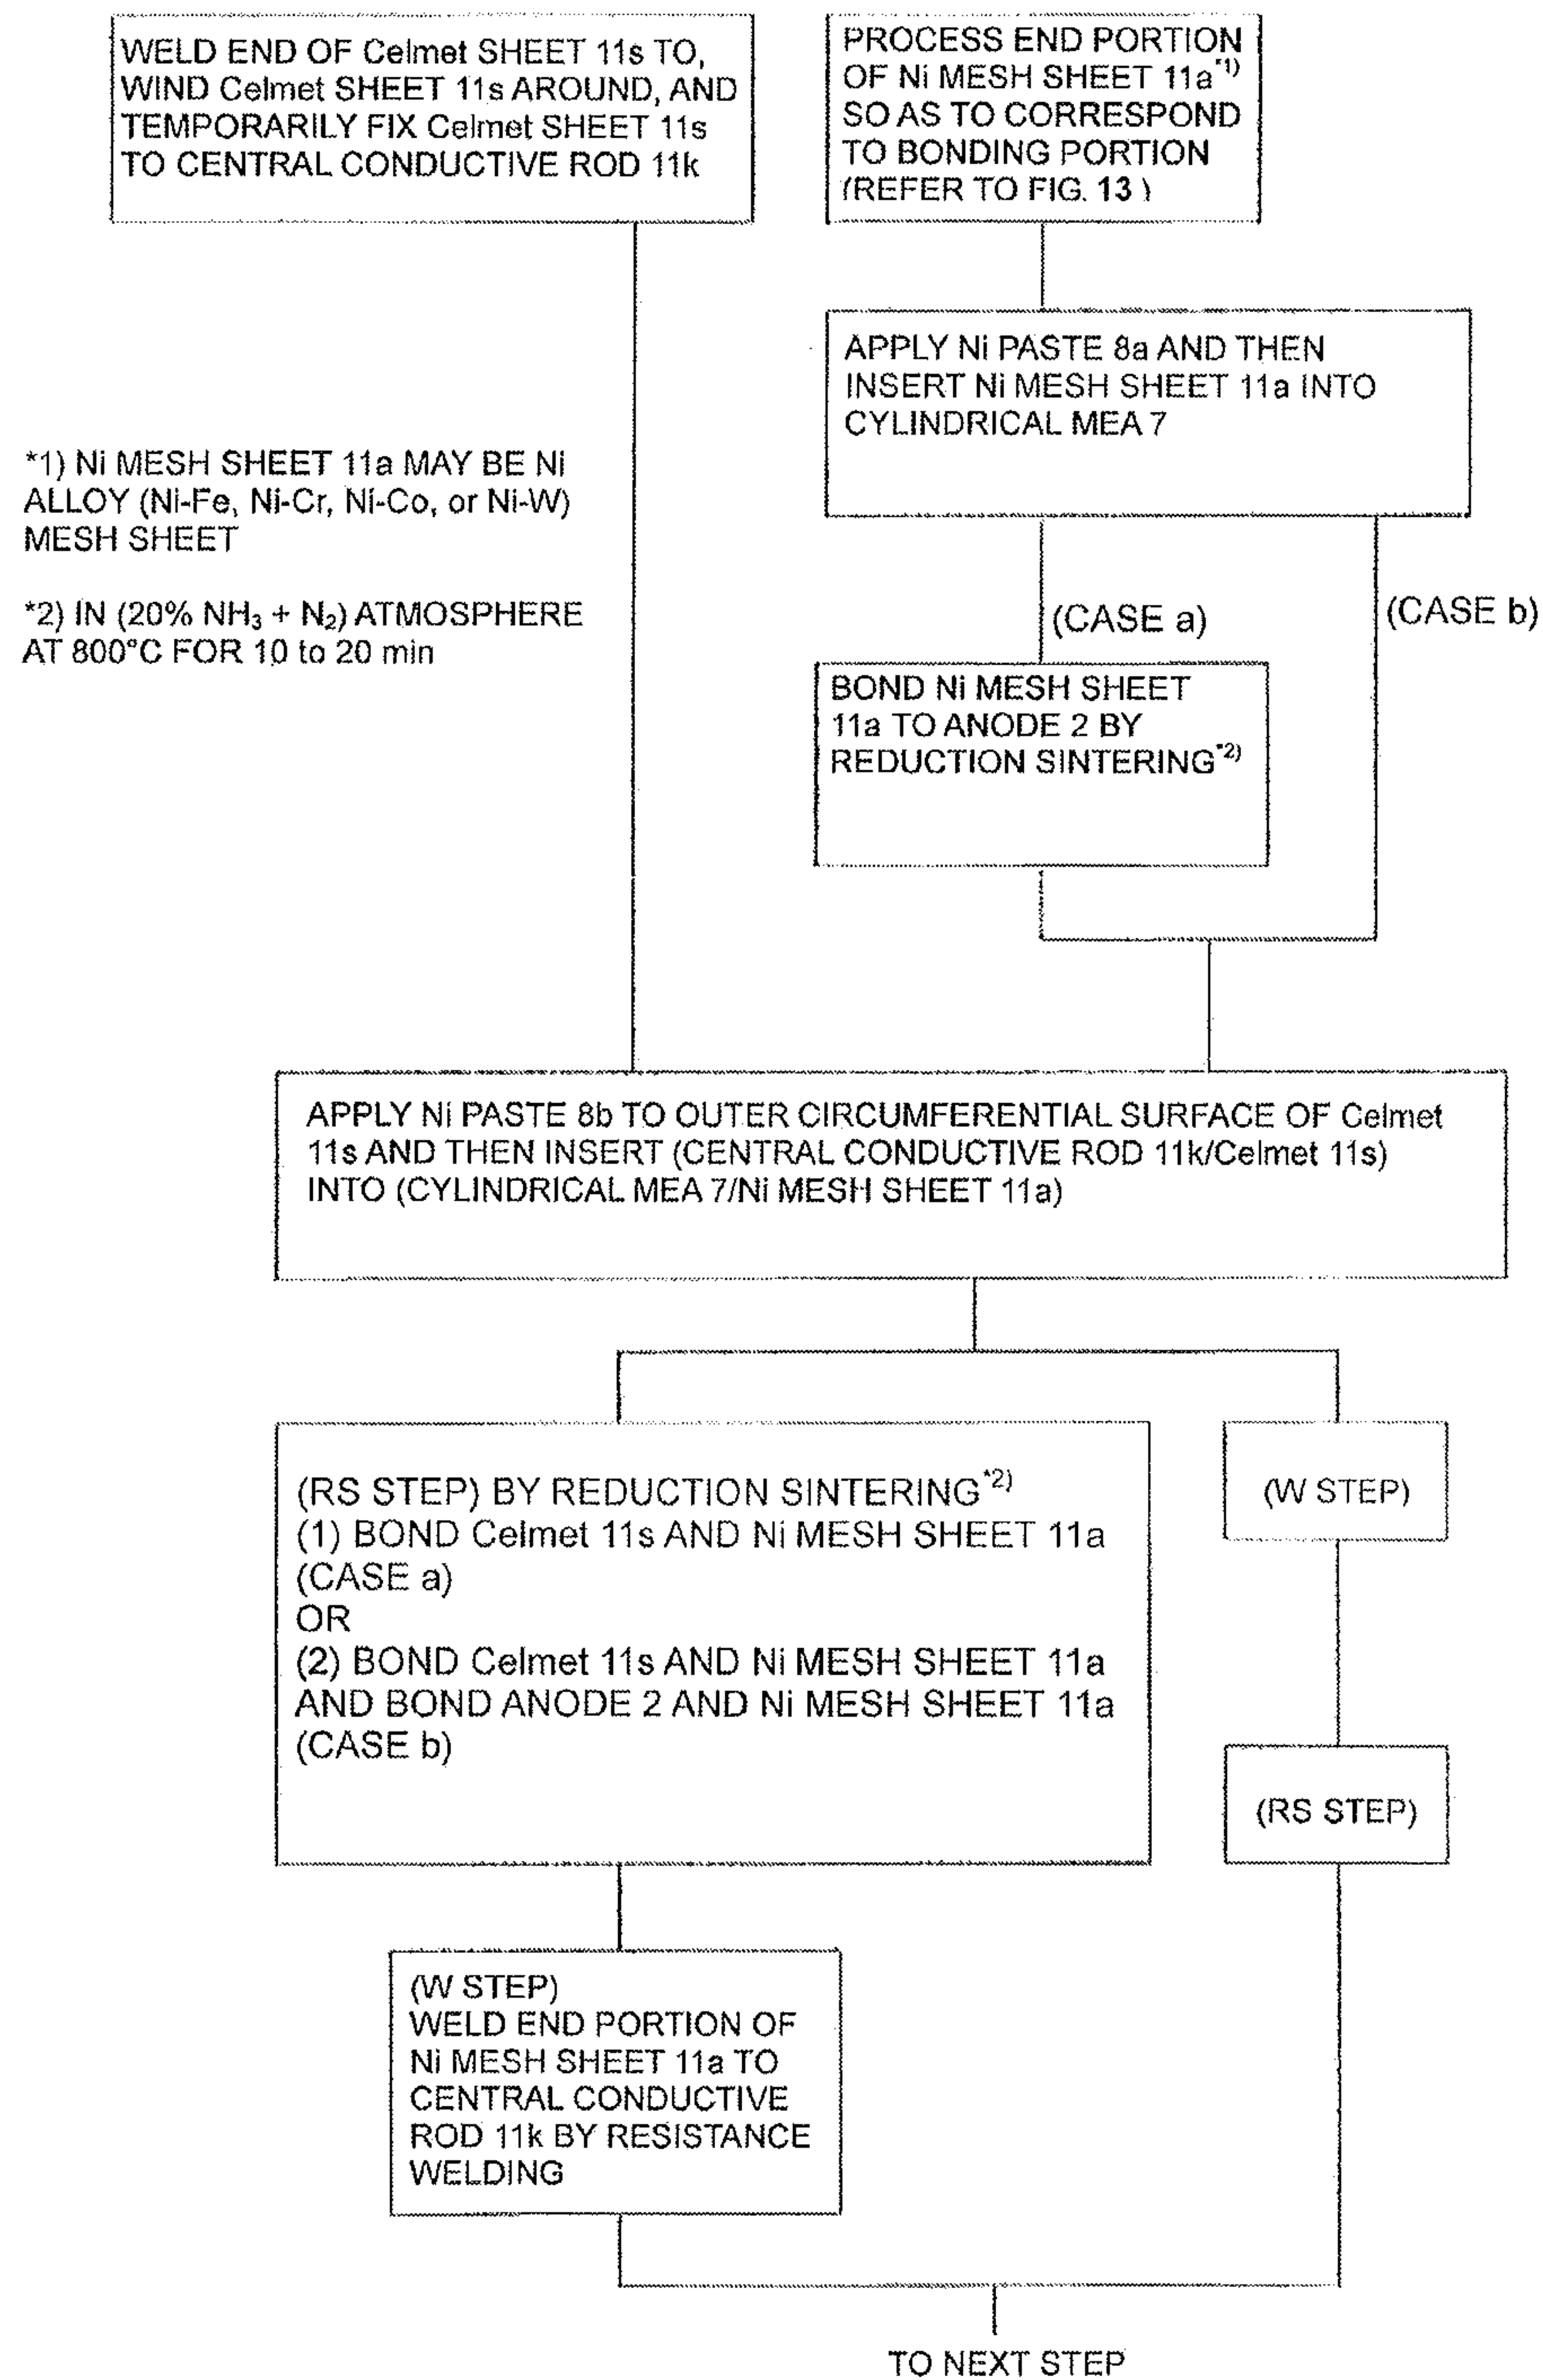 WELD END OF Celmet SHEET 11s TO,
WIND Celmet SHEET 11s AROUND, AND
TEMPORARILY FIX Celmet SHEET 11s
TO CENTRAL CONDUCTIVE ROD 11k
PROCESS END PORTION
OF Ni MESH SHEET 11a*1)
SO AS TO CORRESPOND
TO BONDING PORTION
(REFER TO FIG. 13 )
APPLY Ni PASTE 8a AND THEN
INSERT Ni MESH SHEET 11a INTO
CYLINDRICAL MEA 7
*1) Ni MESH SHEET 11a MAY BE Ni
ALLOY (Ni-Fe, Ni-Cr, Ni-Co, or Ni-W)
MESH SHEET
*2) IN (20% NH₃ + N₂) ATMOSPHERE
AT 800°C FOR 10 to 20 min
(CASE a)
(CASE b)
BOND Ni MESH SHEET
11a TO ANODE 2 BY
REDUCTION SINTERING*2)
APPLY Ni PASTE 8b TO OUTER CIRCUMFERENTIAL SURFACE OF Celmet
11s AND THEN INSERT (CENTRAL CONDUCTIVE ROD 11k/Celmet 11s)
INTO (CYLINDRICAL MEA 7/Ni MESH SHEET 11a)
(RS STEP) BY REDUCTION SINTERING*2)
(1) BOND Celmet 11s AND Ni MESH SHEET 11a
(CASE a)
OR
(2) BOND Celmet 11s AND Ni MESH SHEET 11a
AND BOND ANODE 2 AND Ni MESH SHEET 11a
(CASE b)
(W STEP)
(RS STEP)
(W STEP)
WELD END PORTION OF
Ni MESH SHEET 11a TO
CENTRAL CONDUCTIVE
ROD 11k BY RESISTANCE
WELDING
TO NEXT STEP